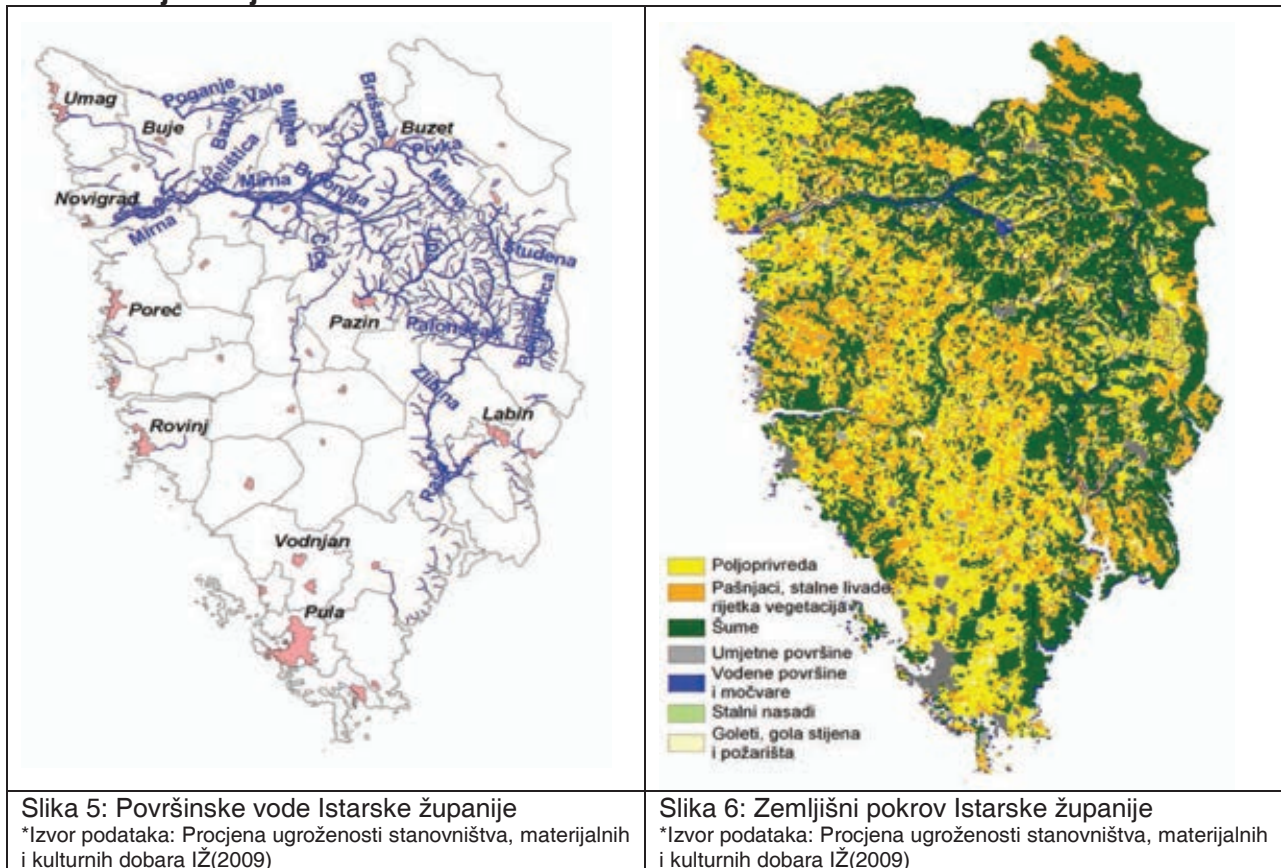 Umag
Poganje
Vale
Bazuje
Buje
Mirna
Bračana
Buzet
Pivka
Mirna
Mirna
Butoniga
Novigrad
Mirna
Studena
Poreč
Pazin
Rovinj
Labin
Raša
Vodnjan
Pula
Poljoprivreda
Pašnjaci, stalne livade
rijetka vegetacija
Šume
Umjetne površine
Vodene površine
i močvare
Stalni nasadi
Goleti, gola stijena
i požarišta
Slika 5: Površinske vode Istarske županije
*Izvor podataka: Procjena ugroženosti stanovništva, materijalnih
i kulturnih dobara IŽ(2009)
Slika 6: Zemljišni pokrov Istarske županije
*Izvor podataka: Procjena ugroženosti stanovništva, materijalnih
i kulturnih dobara IŽ(2009)